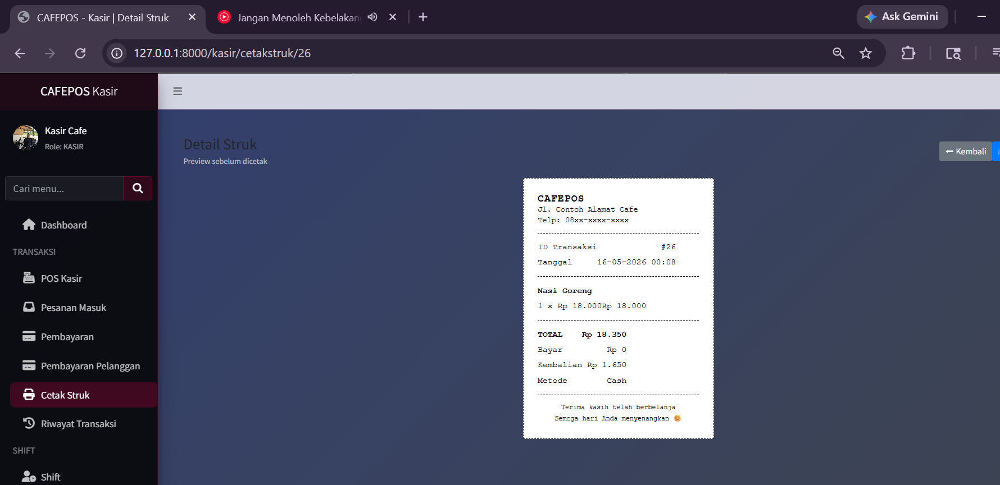 CAFEPOS - Kasir | Detail Struk
Jangan Menoleh Kebelakang
Ask Gemini
127.0.0.1:8000/kasir/cetakstruk/26
CAFEPOS Kasir
Kasir Cafe
Role: KASIR
Cari menu...
Dashboard
TRANSAKSI
POS Kasir
Pesanan Masuk
Pembayaran
Pembayaran Pelanggan
Cetak Struk
Riwayat Transaksi
SHIFT
Shift
Detail Struk
Preview sebelum dicetak
Kembali
CAFEPOS
Jl. Contoh Alamat Cafe
Telp: 08xx-xxxx-xxxx
ID Transaksi #26
Tanggal 16-05-2026 00:08
Nasi Goreng
1 x Rp 18.000Rp 18.000
TOTAL Rp 18.350
Bayar Rp 0
Kembalian Rp 1.650
Metode Cash
Terima kasih telah berbelanja
Semoga hari Anda menyenangkan 😊